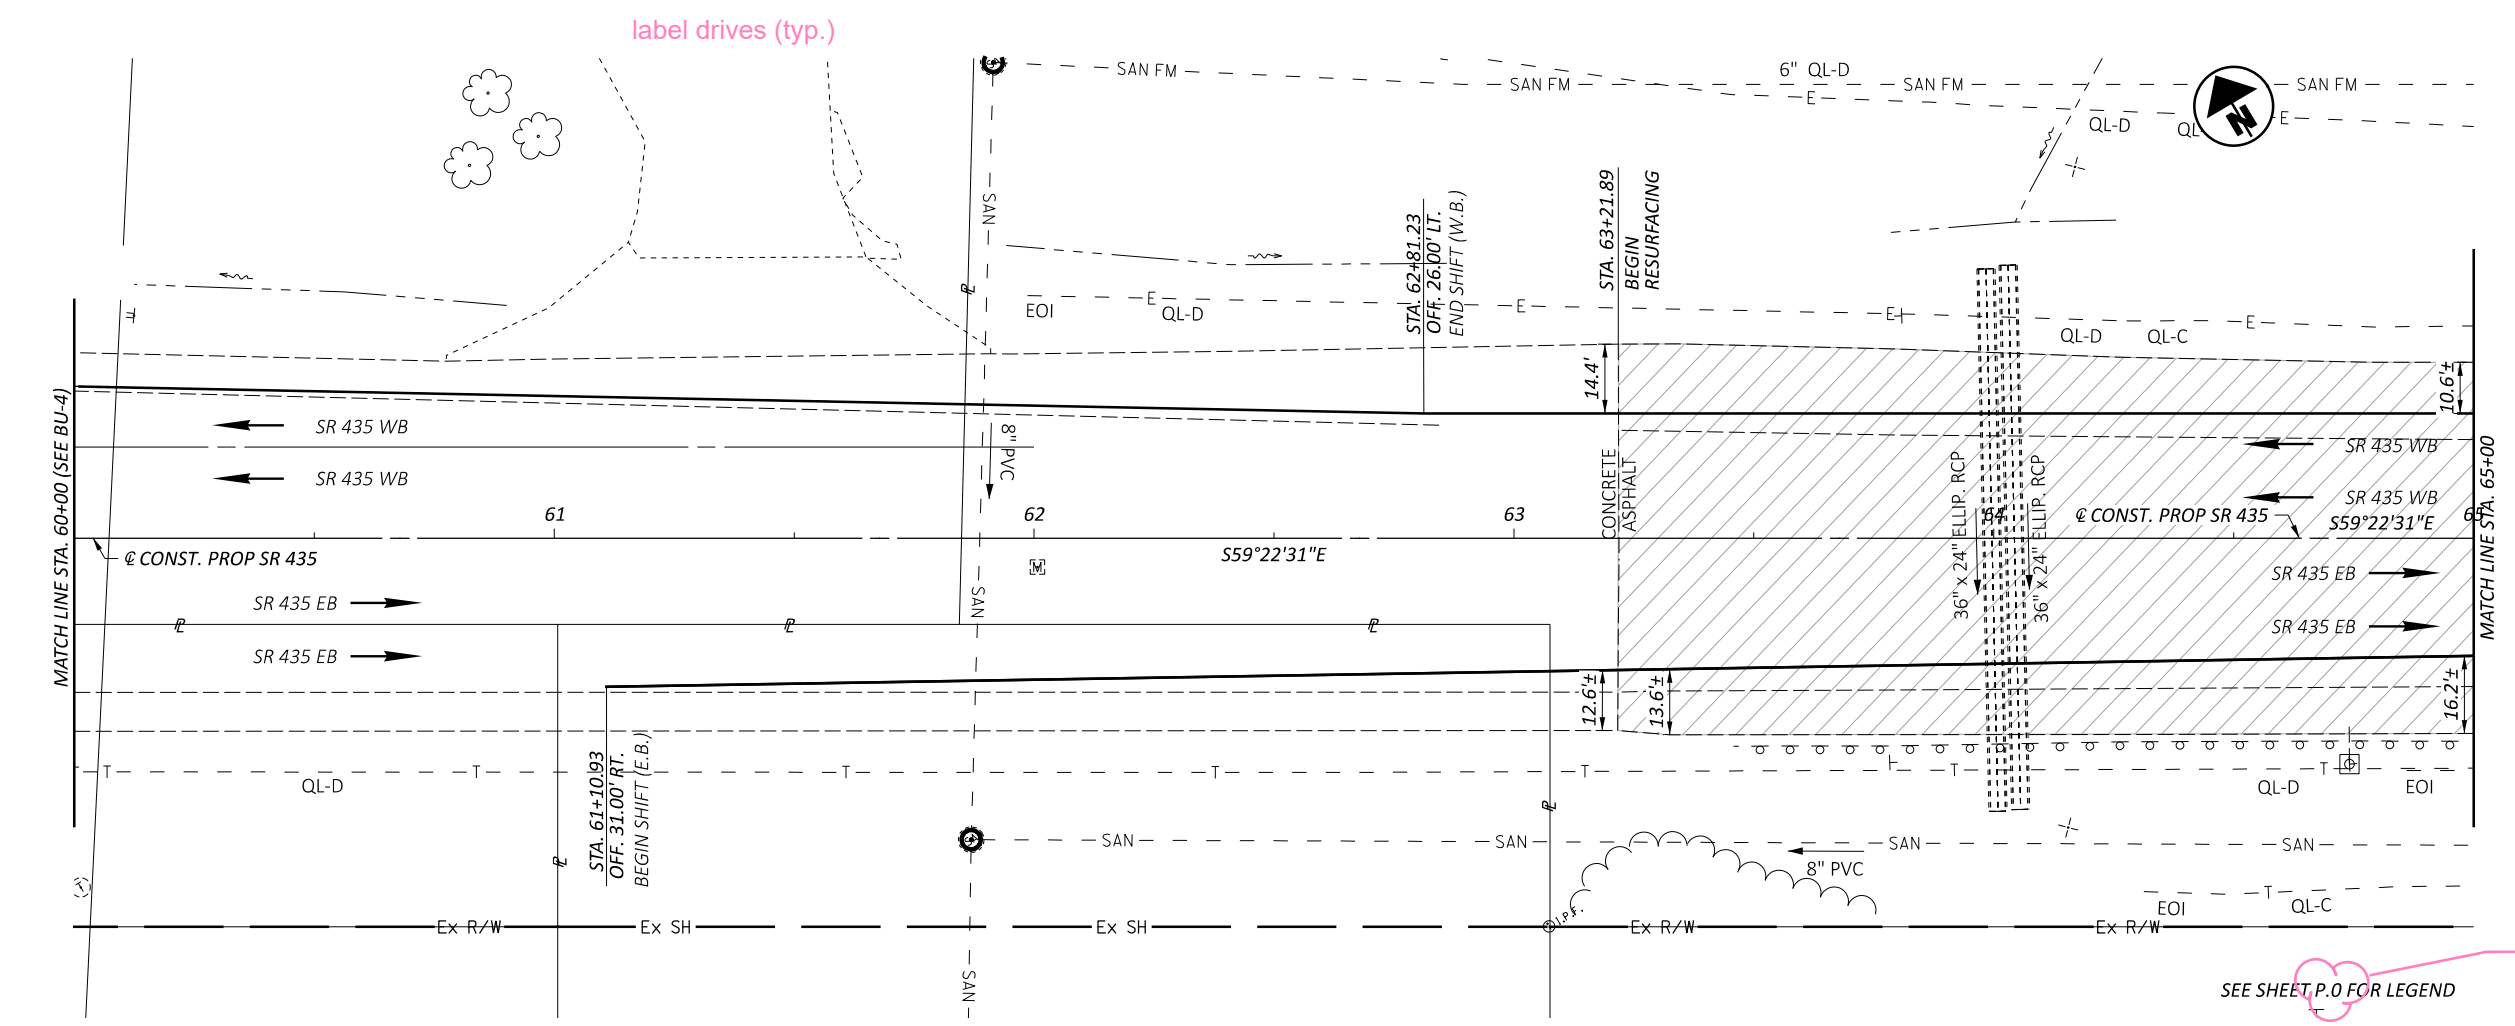 label drives (typ.)
SAN FM
SAN FM
6" QL-D
SAN FM
SAN FM
E
E
QL-D
QL-
N
SAN
STA. 62+81.23
OFF. 26.00' LT.
END SHIFT (W.B.)
STA. 63+21.89
BEGIN
RESURFACING
E
EOI
QL-D
E
E
E
QL-D
QL-C
14.4'
10.6'±
MATCH LINE STA. 60+00 (SEE BU-4)
SR 435 WB
SR 435 WB
8" PVC
CONCRETE
ASPHALT
36" x 24" ELLIP. RCP
36" x 24" ELLIP. RCP
SR 435 WB
SR 435 WB
MATCH LINE STA. 65+00
61
62
63
64
65
℄ CONST. PROP SR 435
S59°22'31"E
℄ CONST. PROP SR 435
S59°22'31"E
M
SR 435 EB
SR 435 EB
SAN
SR 435 EB
SR 435 EB
12.6'±
13.6'±
16.2'±
STA. 61+10.93
OFF. 31.00' RT.
BEGIN SHIFT (E.B.)
T
T
T
T
T
T
T
QL-D
QL-D
EOI
SAN
SAN
SAN
SAN
8" PVC
T
EOI
QL-C
I.P.F.
Ex R/W
Ex SH
Ex SH
Ex R/W
Ex R/W
SAN
SEE SHEET P.0 FOR LEGEND